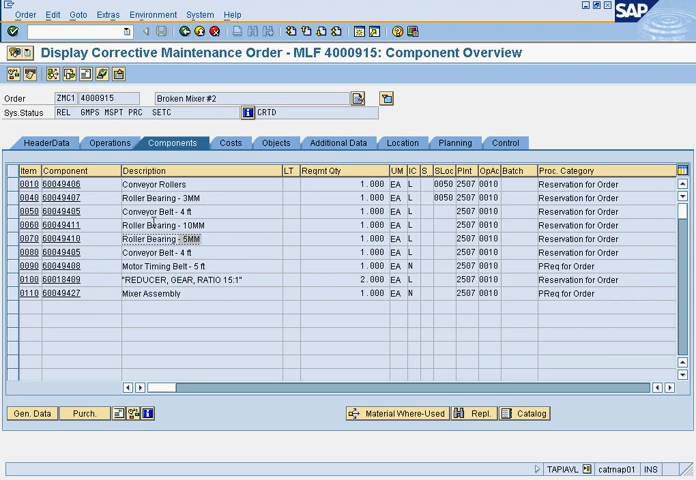 Order Edit Goto Extras Environment System Help
SAP
Display Corrective Maintenance Order - MLF 4000915: Component Overview
Order ZMC1 4000915 Broken Mixer #2
Sys.Status REL GMPS MSPT PRC SETC CRTD
HeaderData Operations Components Costs Objects Additional Data Location Planning Control
Item Component Description LT Reqmt Qty UM IC S SLoc Plnt OpAc Batch Proc. Category
0010 60049406 Conveyor Rollers 1.000 EA L 0050 2507 0010 Reservation for Order
0040 60049407 Roller Bearing - 3MM 1.000 EA L 0050 2507 0010 Reservation for Order
0050 60049405 Conveyor Belt - 4 ft 1.000 EA L 2507 0010 Reservation for Order
0060 60049411 Roller Bearing - 10MM 1.000 EA L 2507 0010 Reservation for Order
0070 60049410 Roller Bearing - 5MM 1.000 EA L 2507 0010 Reservation for Order
0080 60049405 Conveyor Belt - 4 ft 1.000 EA L 2507 0010 Reservation for Order
0090 60049408 Motor Timing Belt - 5 ft 1.000 EA N 2507 0010 PReq for Order
0100 60018409 "REDUCER, GEAR, RATIO 15:1" 2.000 EA L 2507 0010 Reservation for Order
0110 60049427 Mixer Assembly 1.000 EA N 2507 0010 PReq for Order
Gen. Data Purch. Material Where-Used Repl. Catalog
TAPIAVL catrnap01 INS